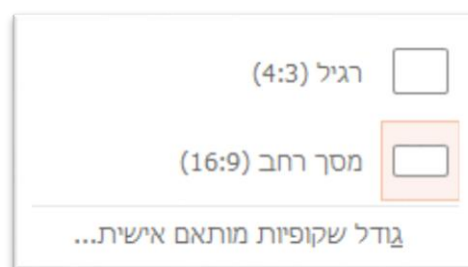 רגיל (4:3)
מסך רחב (16:9)
גודל שקופיות מותאם אישית...